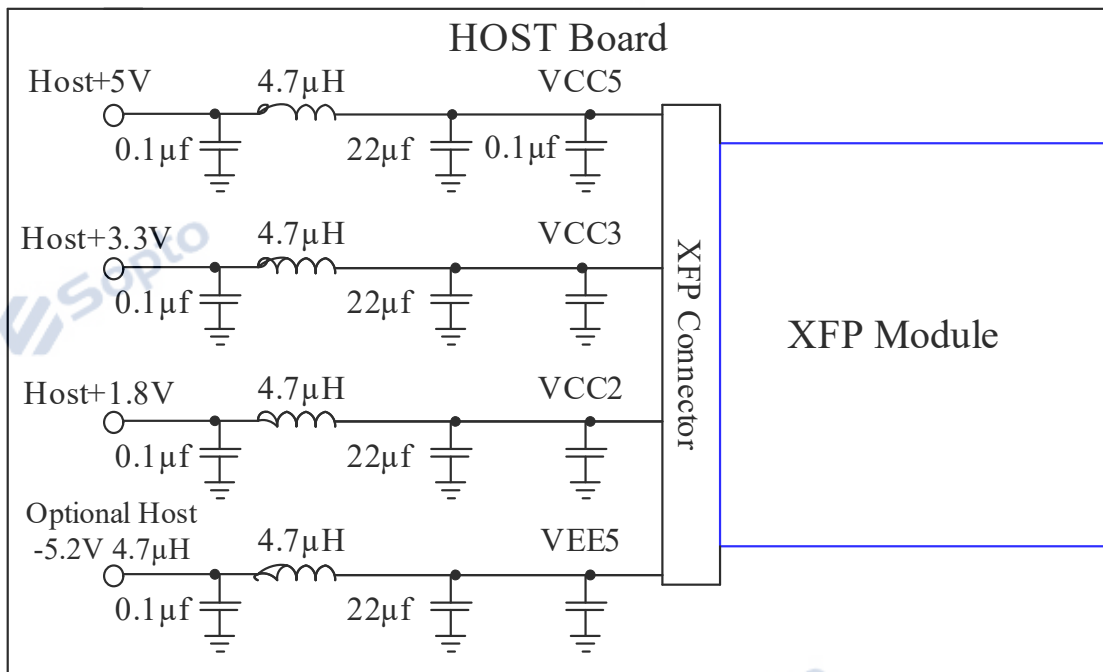 HOST Board
Host+5V 4.7μH VCC5
0.1μf 22μf 0.1μf
Host+3.3V 4.7μH VCC3
0.1μf 22μf
Host+1.8V 4.7μH VCC2
0.1μf 22μf
Optional Host
-5.2V 4.7μH 4.7μH VEE5
0.1μf 22μf
XFP Connector
XFP Module
Sopto